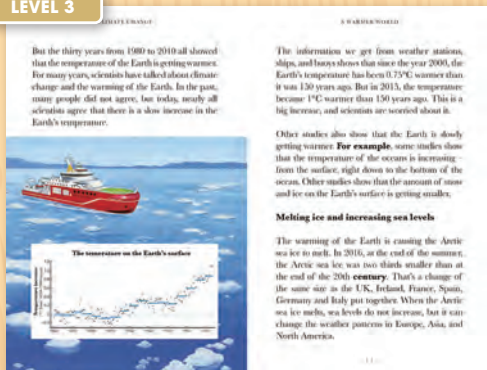 LEVEL 3
CLIMATE CHANGE
A WARMER WORLD
But the thirty years from 1980 to 2010 all showed
that the temperature of the Earth is getting warmer.
For many years, scientists have talked about climate
change and the warming of the Earth. In the past,
many people did not agree, but today, nearly all
scientists agree that there is a slow increase in the
Earth's temperature.
The temperature on the Earth's surface
The information we get from weather stations,
ships, and buoys shows that since the year 2000, the
Earth's temperature has been 0.75°C warmer than
it was 150 years ago. But in 2015, the temperature
became 1°C warmer than 150 years ago. This is a
big increase, and scientists are worried about it.
Other studies also show that the Earth is slowly
getting warmer. For example, some studies show
that the temperature of the oceans is increasing –
from the surface, right down to the bottom of the
ocean. Other studies show that the amount of snow
and ice on the Earth's surface is getting smaller.
Melting ice and increasing sea levels
The warming of the Earth is causing the Arctic
sea ice to melt. In 2016, at the end of the summer,
the Arctic sea ice was two thirds smaller than at
the end of the 20th century. That's a change of
the same size as the UK, Ireland, France, Spain,
Germany and Italy put together. When the Arctic
sea ice melts, sea levels do not increase, but it can
change the weather patterns in Europe, Asia, and
North America.